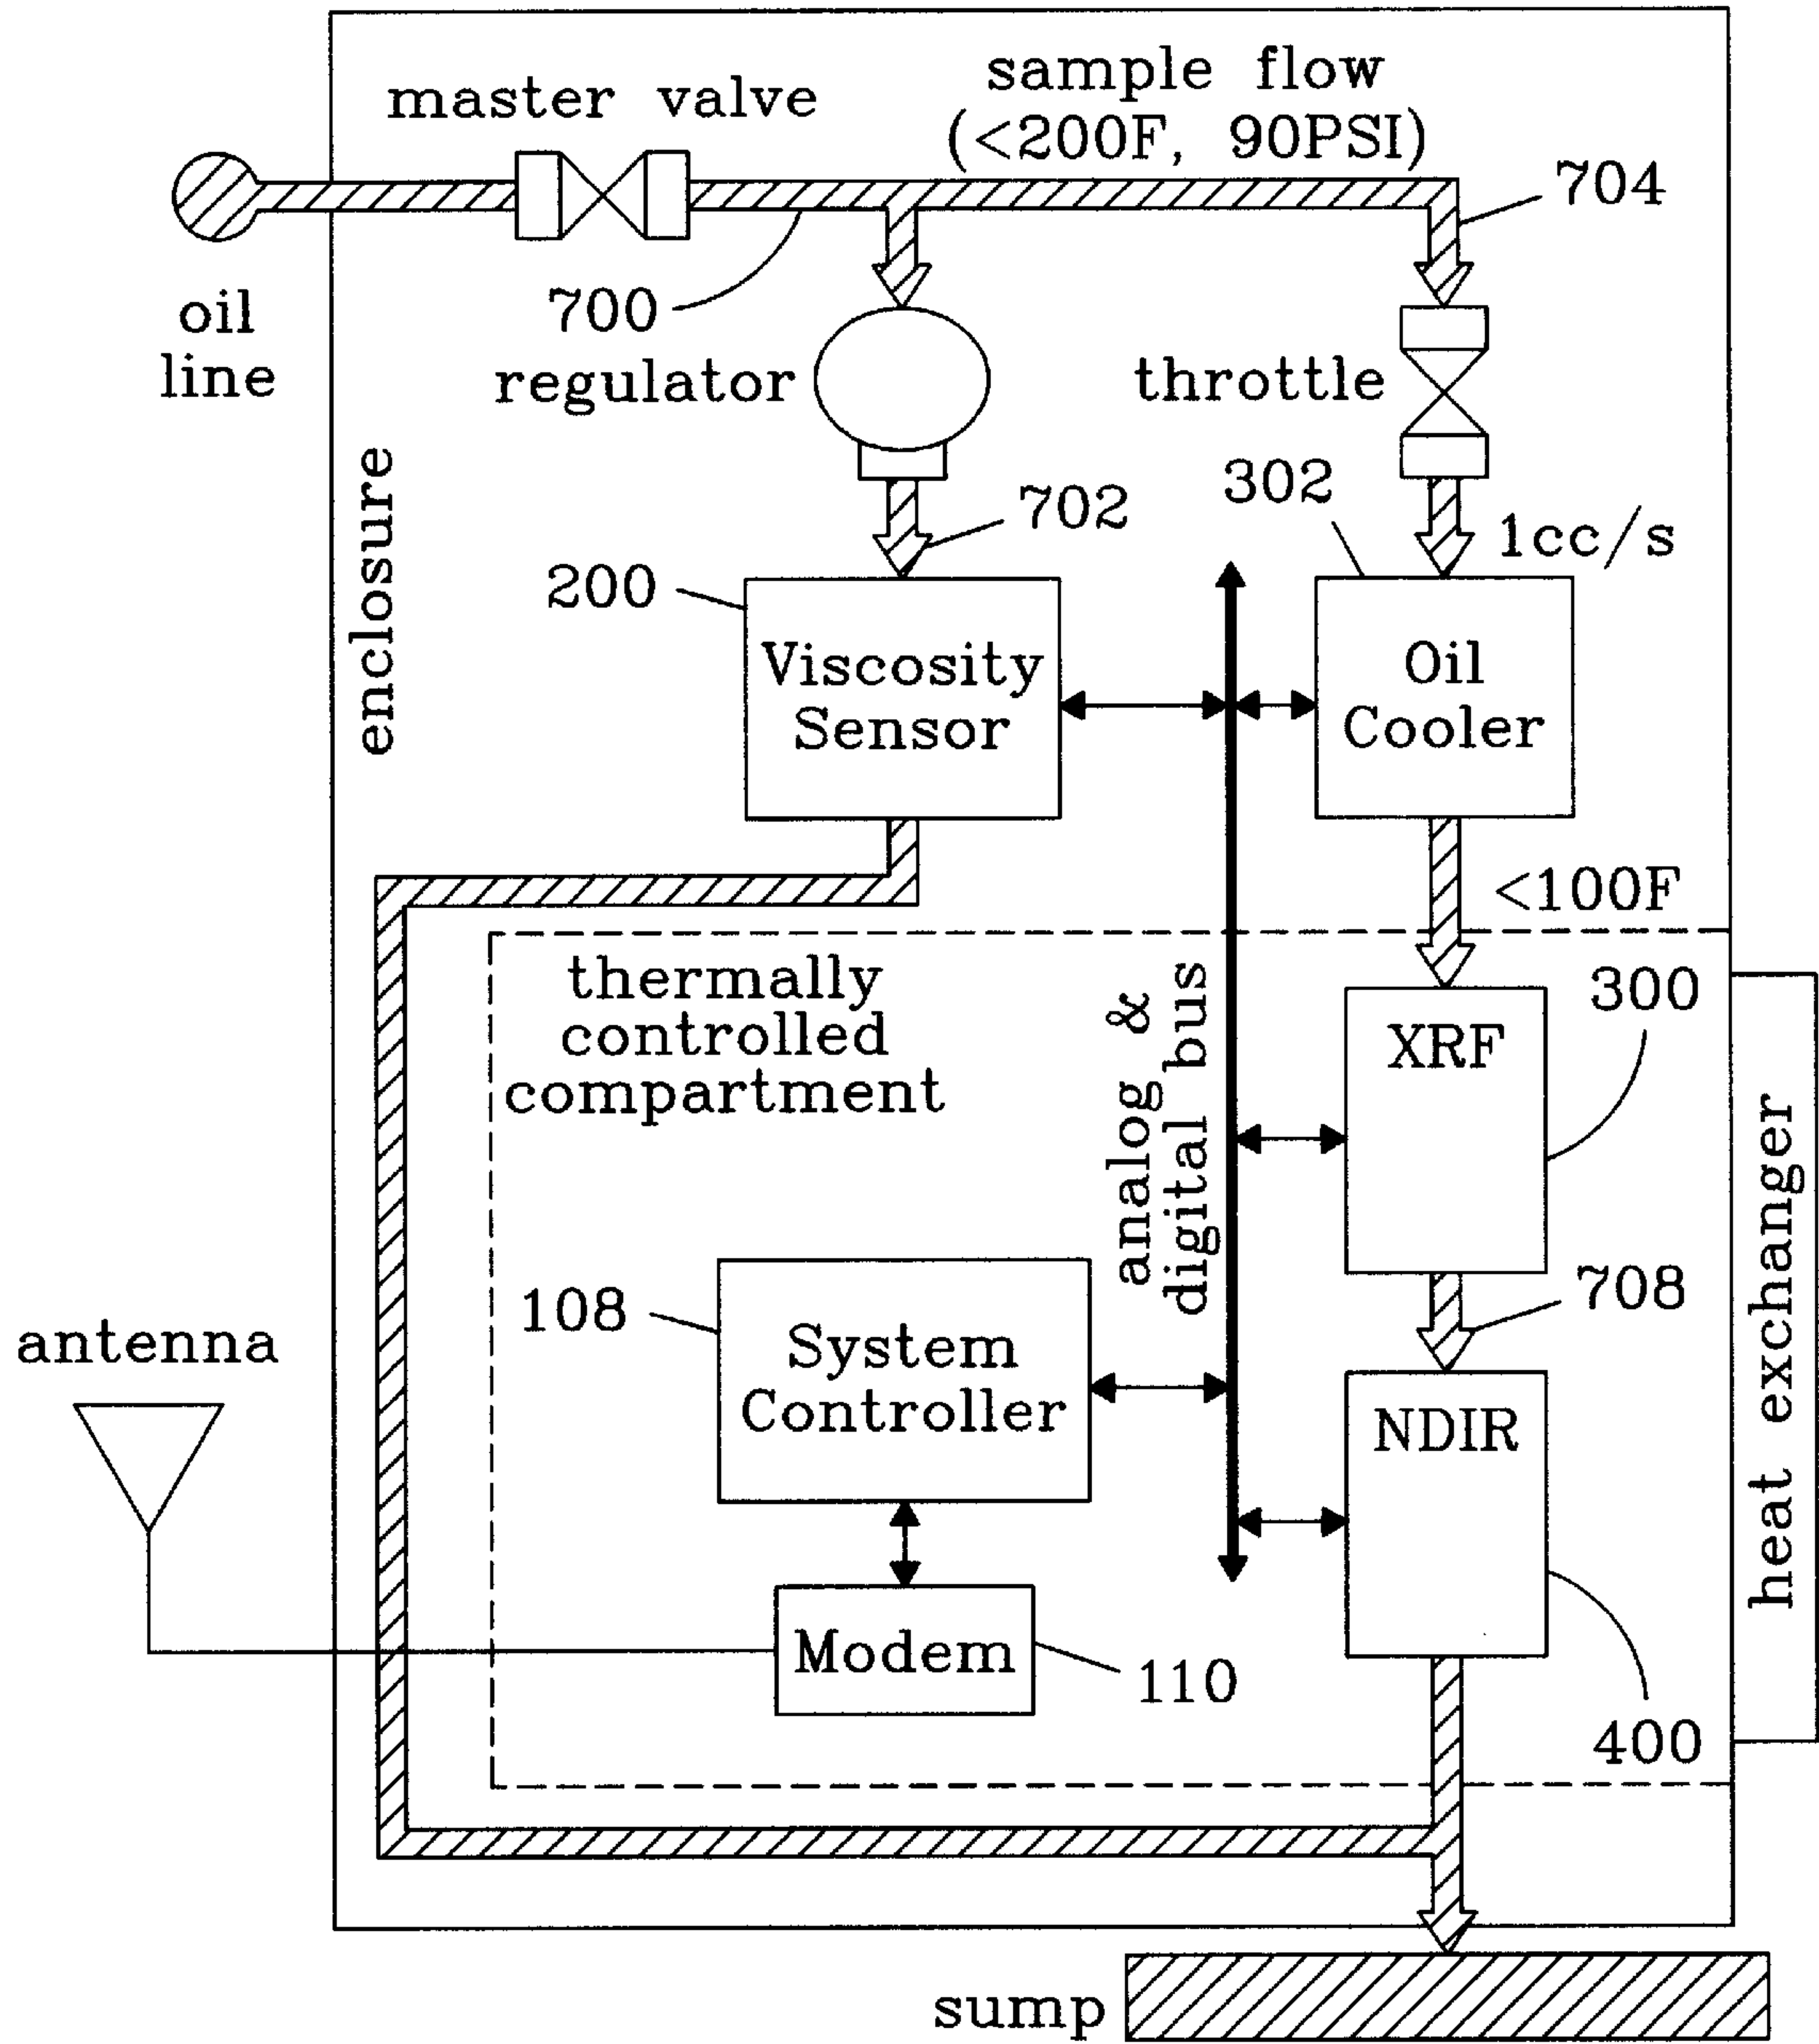 sample flow
master valve
(<200F, 90PSI)
704
oil
line
700
regulator
throttle
enclosure
302
702
1cc/s
200
Viscosity
Sensor
Oil
Cooler
<100F
thermally
controlled
compartment
analog &
digital bus
300
XRF
heat exchanger
708
108
System
Controller
antenna
NDIR
Modem
110
400
sump